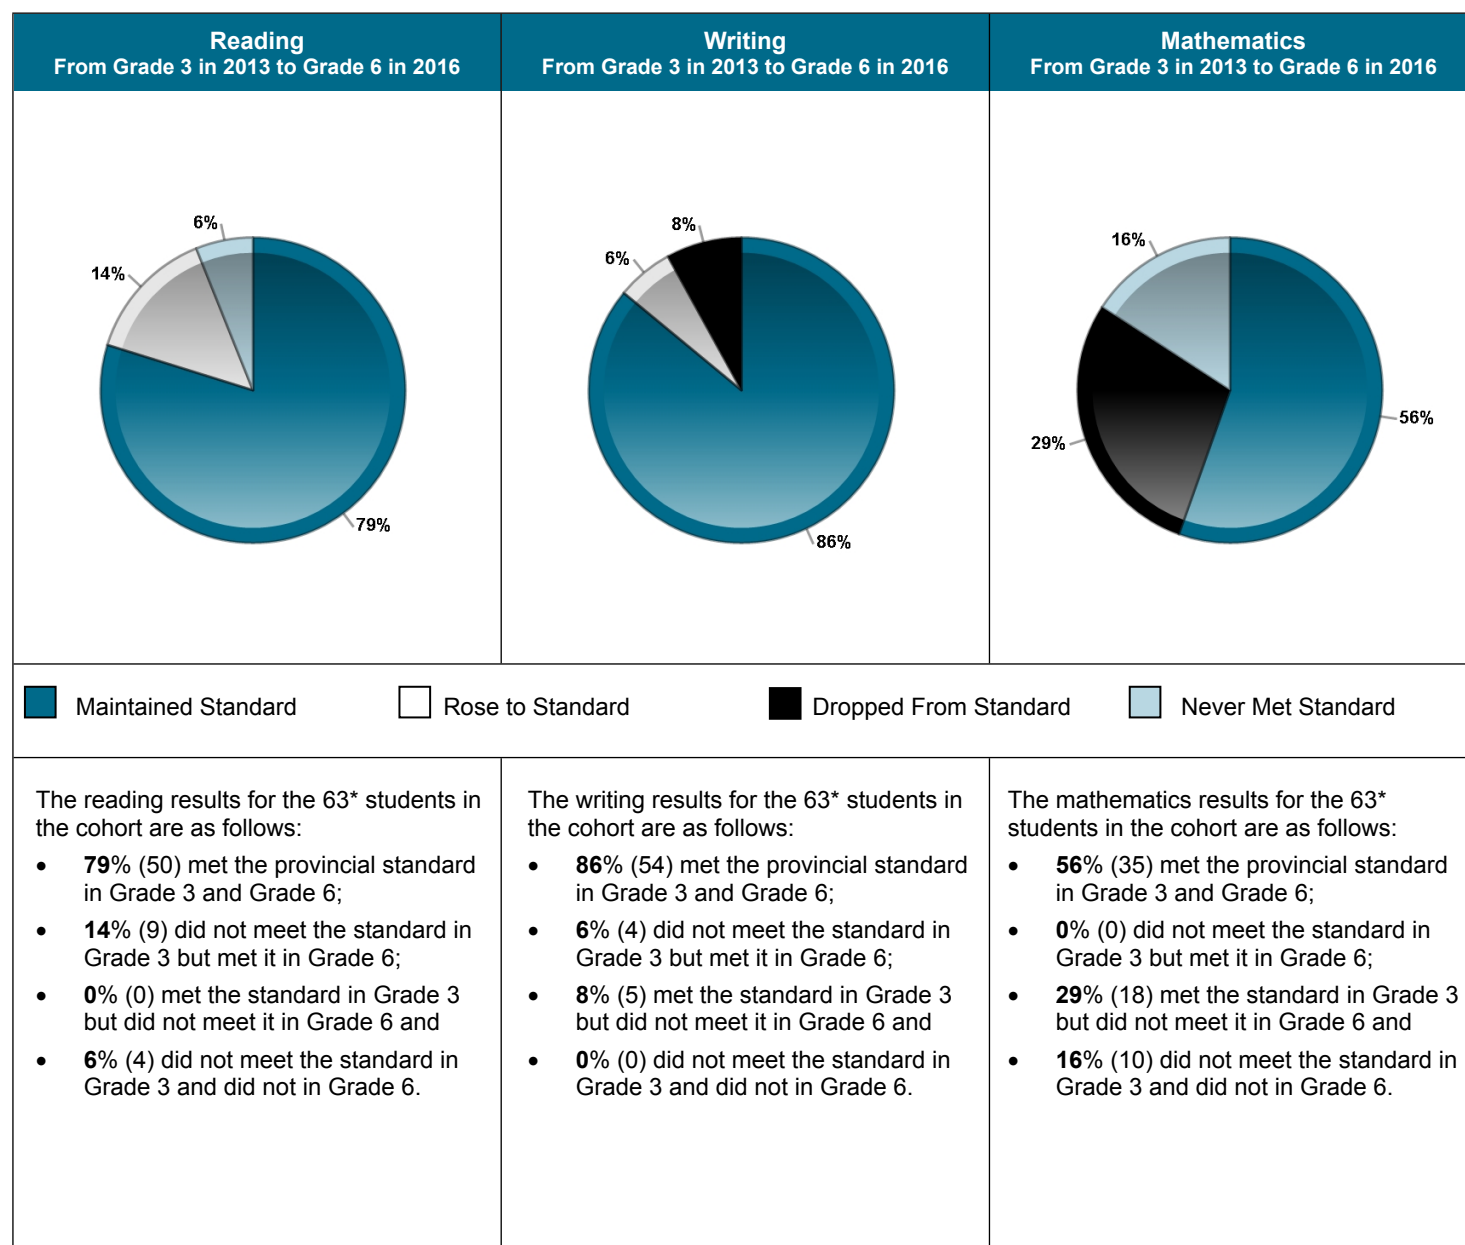 Reading
From Grade 3 in 2013 to Grade 6 in 2016
Writing
From Grade 3 in 2013 to Grade 6 in 2016
Mathematics
From Grade 3 in 2013 to Grade 6 in 2016
6%
14%
79%
8%
6%
86%
16%
56%
29%
Maintained Standard
Rose to Standard
Dropped From Standard
Never Met Standard
The reading results for the 63* students in
the cohort are as follows:
• 79% (50) met the provincial standard
in Grade 3 and Grade 6;
• 14% (9) did not meet the standard in
Grade 3 but met it in Grade 6;
• 0% (0) met the standard in Grade 3
but did not meet it in Grade 6 and
• 6% (4) did not meet the standard in
Grade 3 and did not in Grade 6.
The writing results for the 63* students in
the cohort are as follows:
• 86% (54) met the provincial standard
in Grade 3 and Grade 6;
• 6% (4) did not meet the standard in
Grade 3 but met it in Grade 6;
• 8% (5) met the standard in Grade 3
but did not meet it in Grade 6 and
• 0% (0) did not meet the standard in
Grade 3 and did not in Grade 6.
The mathematics results for the 63*
students in the cohort are as follows:
• 56% (35) met the provincial standard
in Grade 3 and Grade 6;
• 0% (0) did not meet the standard in
Grade 3 but met it in Grade 6;
• 29% (18) met the standard in Grade 3
but did not meet it in Grade 6 and
• 16% (10) did not meet the standard in
Grade 3 and did not in Grade 6.